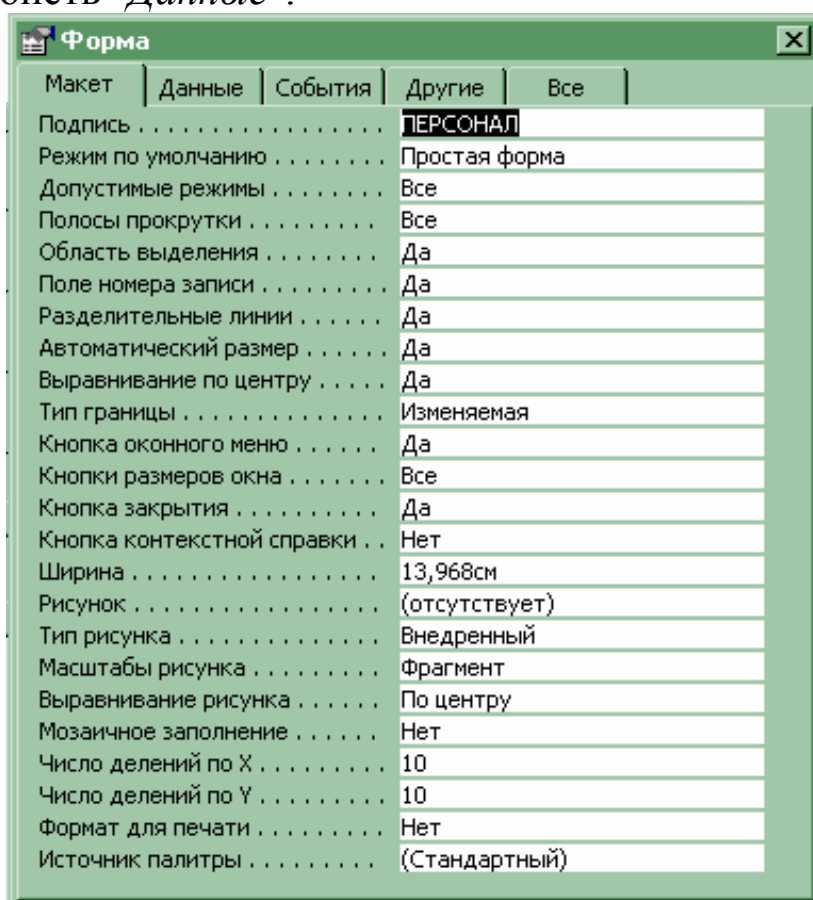 "Данные".
Форма
Макет Данные События Другие Все
Подпись . . . . . . . . . . . . . . . . . ПЕРСОНАЛ
Режим по умолчанию . . . . . . . . Простая форма
Допустимые режимы . . . . . . . . Все
Полосы прокрутки . . . . . . . . . Все
Область выделения . . . . . . . . Да
Поле номера записи . . . . . . . . . Да
Разделительные линии . . . . . . Да
Автоматический размер . . . . . . Да
Выравнивание по центру . . . . . Да
Тип границы . . . . . . . . . . . . . . Изменяемая
Кнопка оконного меню . . . . . . Да
Кнопки размеров окна . . . . . . . Все
Кнопка закрытия . . . . . . . . . . Да
Кнопка контекстной справки . . Нет
Ширина . . . . . . . . . . . . . . . . . 13,968см
Рисунок . . . . . . . . . . . . . . . . . (отсутствует)
Тип рисунка . . . . . . . . . . . . . . Внедренный
Масштабы рисунка . . . . . . . . . Фрагмент
Выравнивание рисунка . . . . . . По центру
Мозаичное заполнение . . . . . . Нет
Число делений по X . . . . . . . . . 10
Число делений по Y . . . . . . . . . 10
Формат для печати . . . . . . . . . Нет
Источник палитры . . . . . . . . . (Стандартный)